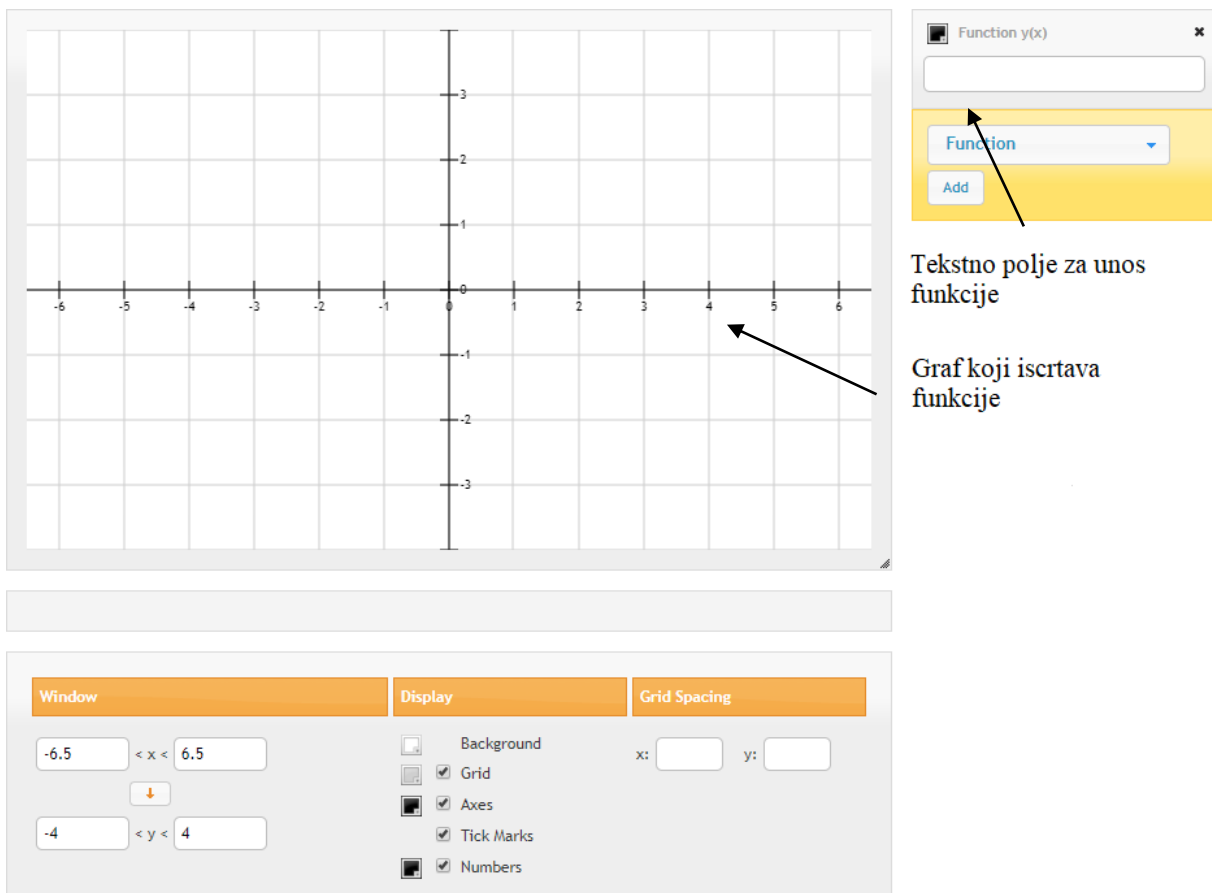 3
2
1
0
-6 -5 -4 -3 -2 -1 0 1 2 3 4 5 6
-1
-2
-3
Function y(x)
Function
Add
Tekstno polje za unos
funkcije
Graf koji iscrtava
funkcije
Window
-6.5 < x < 6.5
-4 < y < 4
Display
Background
Grid
Axes
Tick Marks
Numbers
Grid Spacing
x: y: